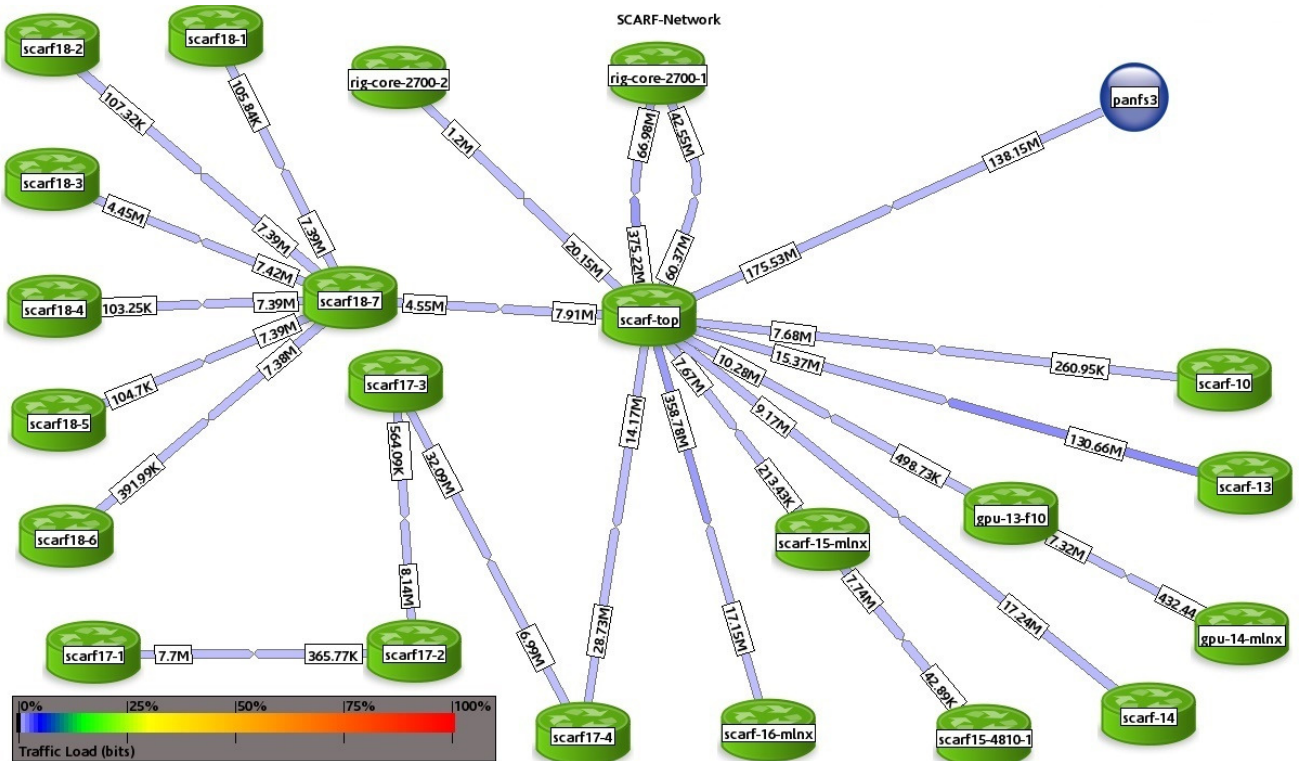 SCARF-Network
scarf18-2
scarf18-1
rig-core-2700-2
rig-core-2700-1
panfs3
107.32K
105.84K
1.2M
66.98M
42.55M
138.15M
scarf18-3
4.45M
7.39M
7.39M
20.15M
375.22M
60.37M
175.53M
7.42M
scarf18-4
103.25K
7.39M
scarf18-7
4.55M
7.91M
scarf-top
7.68M
260.95K
scarf-10
7.39M
7.38M
104.7K
scarf18-5
scarf17-3
7.67M
10.28M
15.37M
14.17M
358.78M
9.17M
564.09K
32.09M
130.66M
391.99K
213.43K
498.73K
scarf-13
scarf18-6
scarf-15-mlnx
gpu-13-f10
7.32M
8.14M
7.74M
432.44
17.24M
gpu-14-mlnx
scarf17-1
7.7M
365.77K
scarf17-2
6.99M
28.73M
17.15M
42.89K
scarf-14
scarf17-4
scarf-16-mlnx
scarf15-4810-1
0% 25% 50% 75% 100%
Traffic Load (bits)